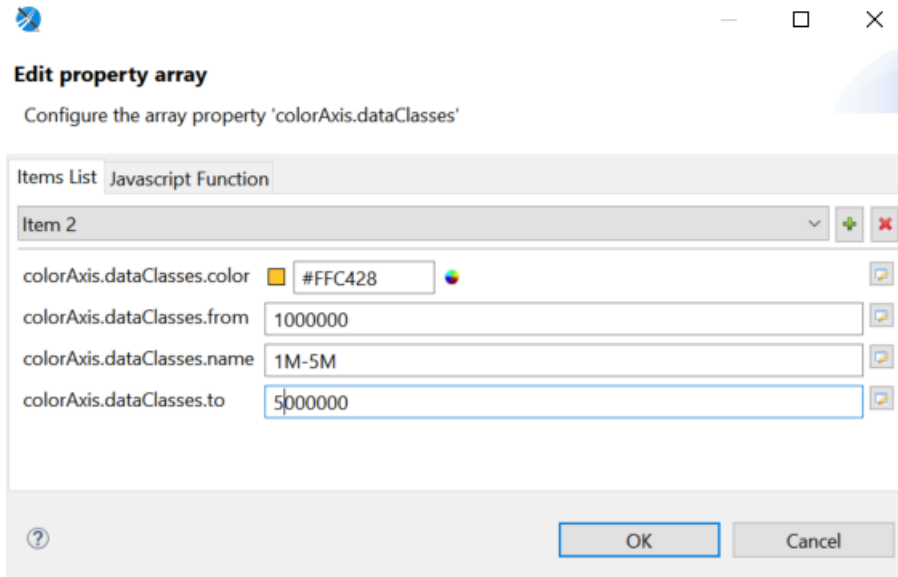 Edit property array
Configure the array property 'colorAxis.dataClasses'
Items List Javascript Function
Item 2
colorAxis.dataClasses.color #FFC428
colorAxis.dataClasses.from 1000000
colorAxis.dataClasses.name 1M-5M
colorAxis.dataClasses.to 5000000
? OK Cancel